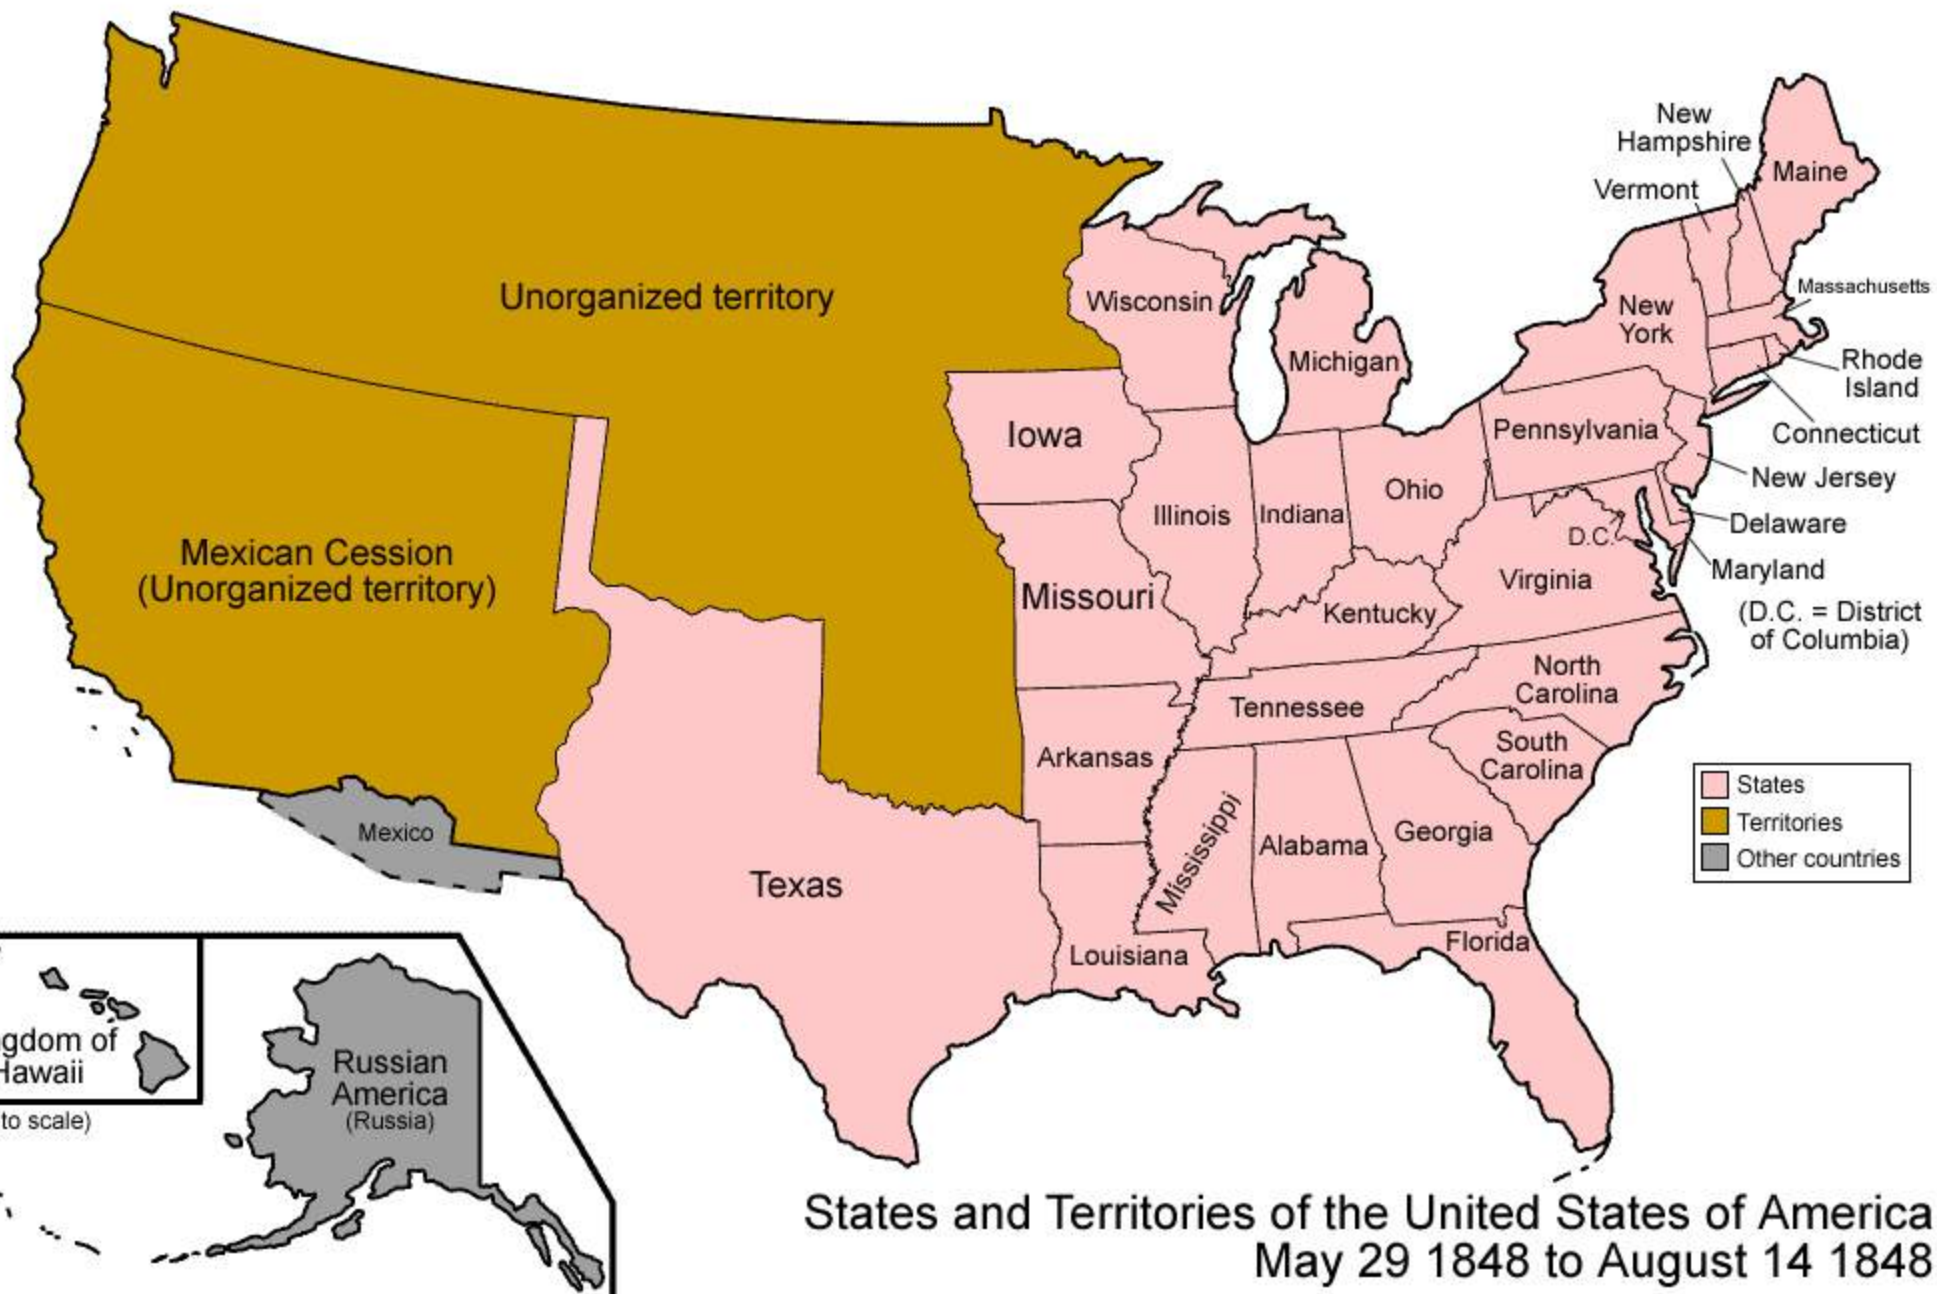 New
Hampshire
Maine
Vermont
Unorganized territory
Wisconsin
Massachusetts
New
York
Michigan
Rhode
Island
Iowa
Pennsylvania
Connecticut
New Jersey
Ohio
Illinois
Indiana
Delaware
D.C.
Mexican Cession
(Unorganized territory)
Maryland
Virginia
Missouri
Kentucky
(D.C. = District
of Columbia)
North
Carolina
Tennessee
South
Carolina
Arkansas
Mississippi
Alabama
Georgia
States
Territories
Other countries
Mexico
Texas
Louisiana
Florida
gdom of
Hawaii
to scale)
Russian
America
(Russia)
States and Territories of the United States of America
May 29 1848 to August 14 1848